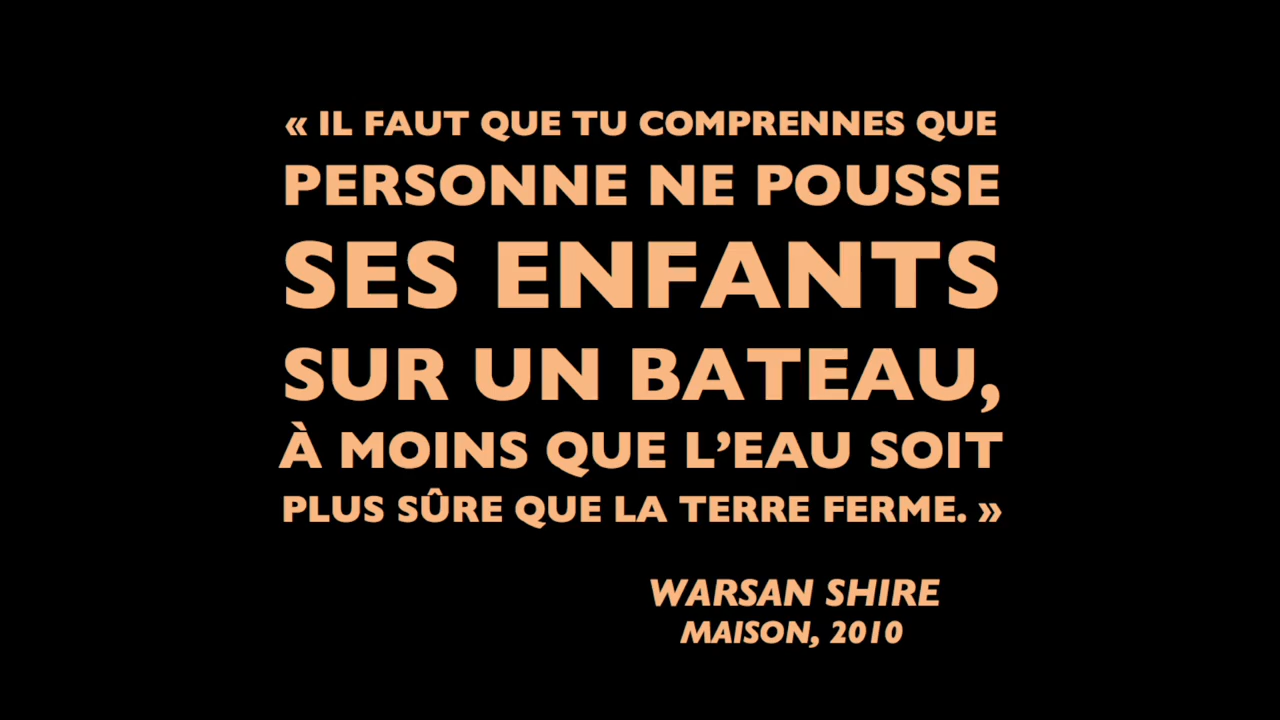 « IL FAUT QUE TU COMPRENNES QUE
PERSONNE NE POUSSE
SES ENFANTS
SUR UN BATEAU,
À MOINS QUE L’EAU SOIT
PLUS SÛRE QUE LA TERRE FERME. »
WARSAN SHIRE
MAISON, 2010